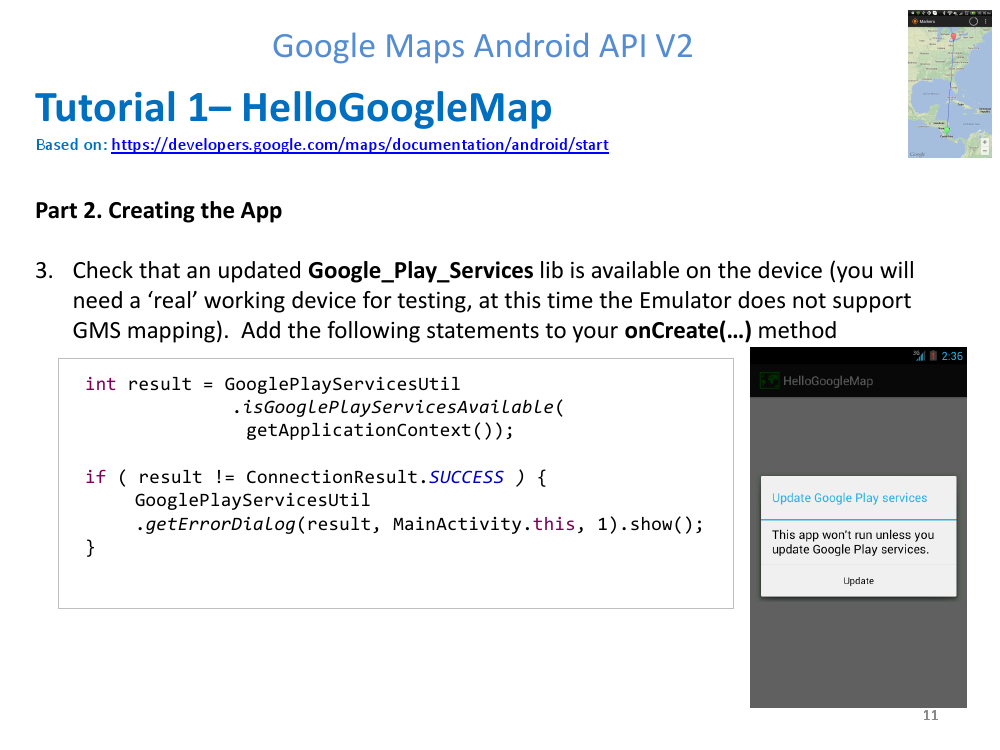 Google Maps Android API V2
Tutorial 1– HelloGoogleMap
Based on: https://developers.google.com/maps/documentation/android/start
Part 2. Creating the App
3. Check that an updated Google_Play_Services lib is available on the device (you will
need a ‘real’ working device for testing, at this time the Emulator does not support
GMS mapping). Add the following statements to your onCreate(…) method
int result = GooglePlayServicesUtil
.isGooglePlayServicesAvailable(
getApplicationContext());
if ( result != ConnectionResult.SUCCESS ) {
GooglePlayServicesUtil
.getErrorDialog(result, MainActivity.this, 1).show();
}
3G 2:36
HelloGoogleMap
Update Google Play services
This app won't run unless you
update Google Play services.
Update
11
Markers
Google